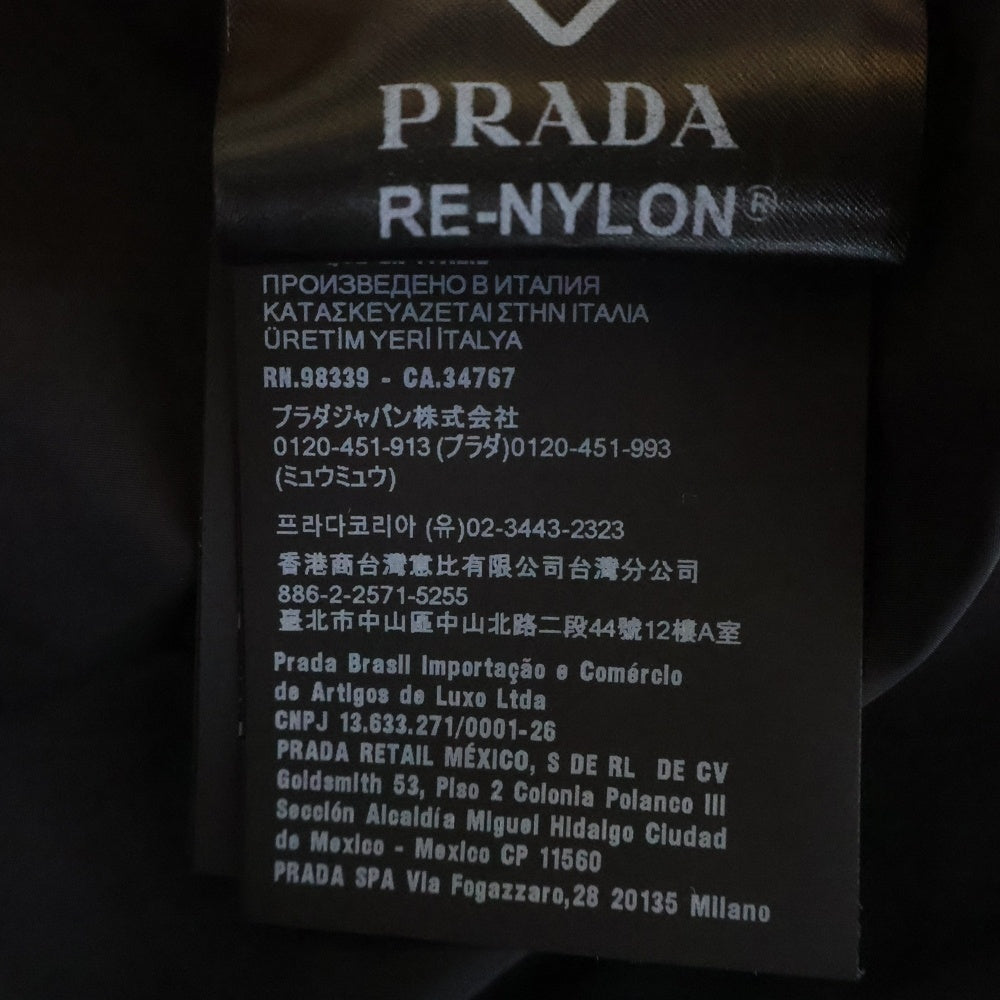 PRADA
RE-NYLON®
ПРОИЗВЕДЕНО В ИТАЛИЯ
ΚΑΤΑΣΚΕΥΑΖΕΤΑΙ ΣΤΗΝ ΙΤΑΛΙΑ
ÜRETİM YERİ İTALYA
RN.98339 - CA.34767
プラダジャパン株式会社
0120-451-913 (プラダ)0120-451-993
(ミュウミュウ)
프라다코리아 (유)02-3443-2323
香港商台灣意比有限公司台灣分公司
886-2-2571-5255
臺北市中山區中山北路二段44號12樓A室
Prada Brasil Importação e Comércio
de Artigos de Luxo Ltda
CNPJ 13.633.271/0001-26
PRADA RETAIL MÉXICO, S DE RL DE CV
Goldsmith 53, Piso 2 Colonia Polanco III
Sección Alcaldía Miguel Hidalgo Ciudad
de Mexico - Mexico CP 11560
PRADA SPA Via Fogazzaro,28 20135 Milano